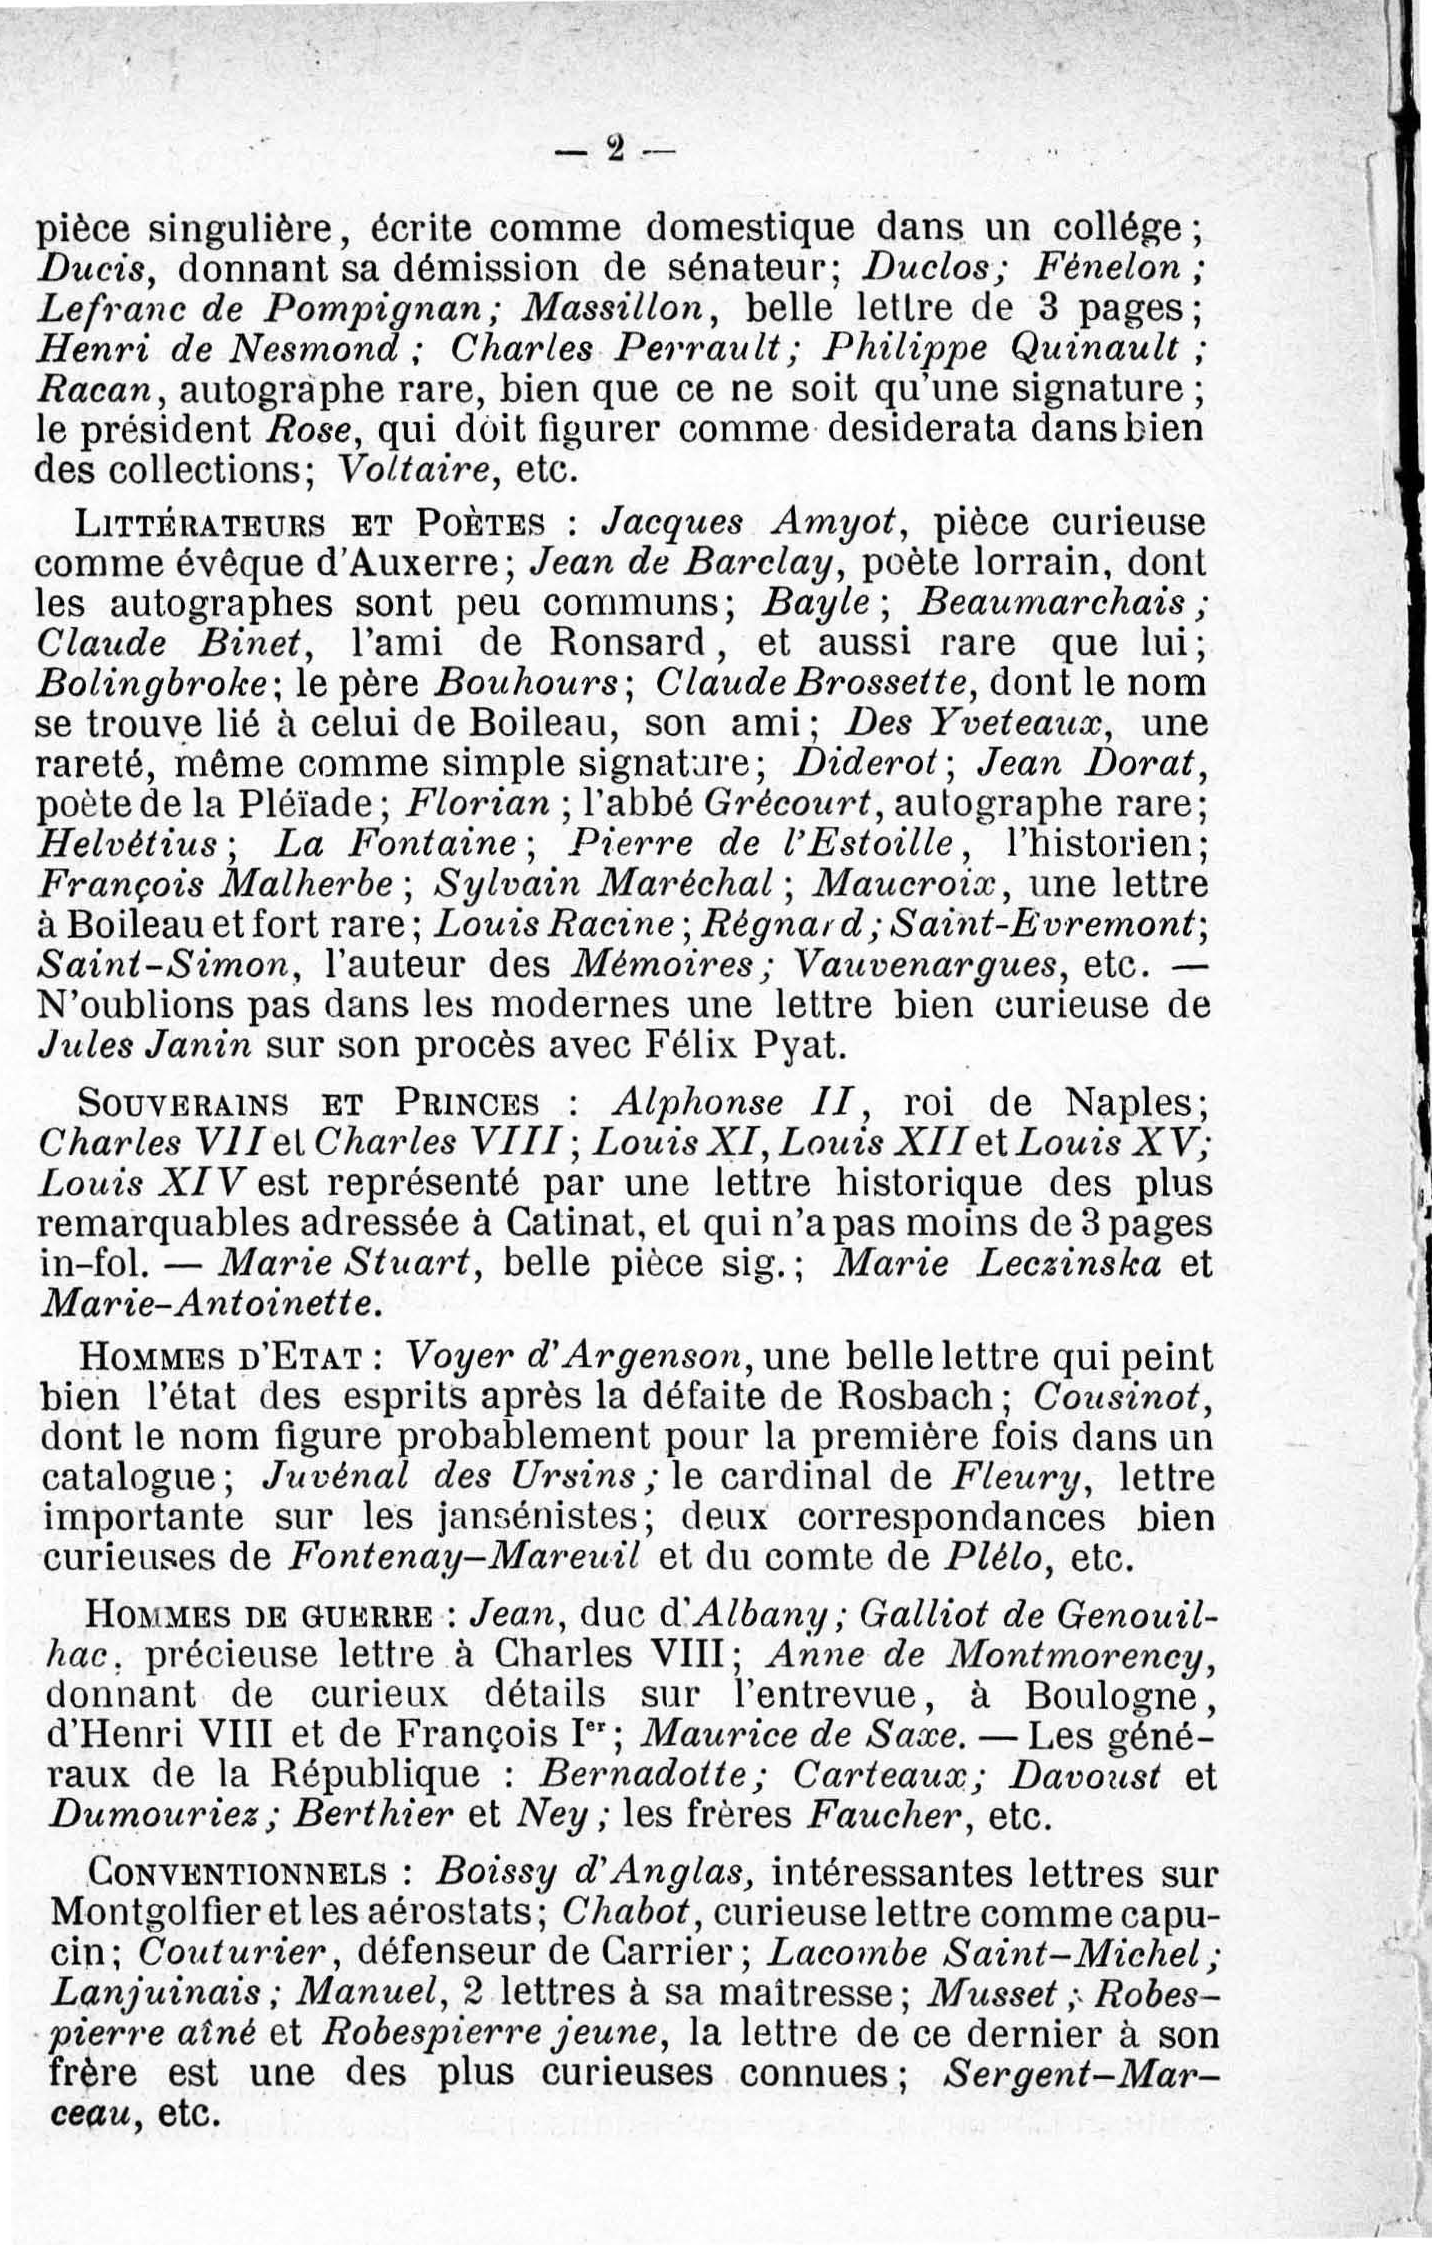 — 2 —
pièce singulière, écrite comme domestique dans un collége;
Ducis, donnant sa démission de sénateur; Duclos; Fénelon;
Lefranc de Pompignan; Massillon, belle lettre de 3 pages;
Henri de Nesmond; Charles Perrault; Philippe Quinault;
Racan, autographe rare, bien que ce ne soit qu'une signature;
le président Rose, qui doit figurer comme desiderata dans bien
des collections; Voltaire, etc.
LITTÉRATEURS ET POÈTES : Jacques Amyot, pièce curieuse
comme évêque d'Auxerre; Jean de Barclay, poète lorrain, dont
les autographes sont peu communs; Bayle; Beaumarchais;
Claude Binet, l'ami de Ronsard, et aussi rare que lui;
Bolingbroke; le père Bouhours; Claude Brossette, dont le nom
se trouve lié à celui de Boileau, son ami; Des Yveteaux, une
rareté, même comme simple signature; Diderot; Jean Dorat,
poète de la Pléïade; Florian; l'abbé Grécourt, autographe rare;
Helvétius; La Fontaine; Pierre de l'Estoille, l'historien;
François Malherbe; Sylvain Maréchal; Maucroix, une lettre
à Boileau et fort rare; Louis Racine; Régnard; Saint-Evremont;
Saint-Simon, l'auteur des Mémoires; Vauvenargues, etc. —
N'oublions pas dans les modernes une lettre bien curieuse de
Jules Janin sur son procès avec Félix Pyat.
SOUVERAINS ET PRINCES : Alphonse II, roi de Naples;
Charles VII et Charles VIII; Louis XI, Louis XII et Louis XV;
Louis XIV est représenté par une lettre historique des plus
remarquables adressée à Catinat, et qui n'a pas moins de 3 pages
in-fol. — Marie Stuart, belle pièce sig.; Marie Leczinska et
Marie-Antoinette.
HOMMES D'ETAT : Voyer d'Argenson, une belle lettre qui peint
bien l'état des esprits après la défaite de Rosbach; Cousinot,
dont le nom figure probablement pour la première fois dans un
catalogue; Juvénal des Ursins; le cardinal de Fleury, lettre
importante sur les jansénistes; deux correspondances bien
curieuses de Fontenay-Mareuil et du comte de Plélo, etc.
HOMMES DE GUERRE : Jean, duc d'Albany; Galliot de Genouil-
hac, précieuse lettre à Charles VIII; Anne de Montmorency,
donnant de curieux détails sur l'entrevue, à Boulogne,
d'Henri VIII et de François Ier; Maurice de Saxe. — Les géné-
raux de la République : Bernadotte; Carteaux; Davoust et
Dumouriez; Berthier et Ney; les frères Faucher, etc.
CONVENTIONNELS : Boissy d'Anglas, intéressantes lettres sur
Montgolfier et les aérostats; Chabot, curieuse lettre comme capu-
cin; Couturier, défenseur de Carrier; Lacombe Saint-Michel;
Lanjuinais; Manuel, 2 lettres à sa maîtresse; Musset; Robes-
pierre aîné et Robespierre jeune, la lettre de ce dernier à son
frère est une des plus curieuses connues; Sergent-Mar-
ceau, etc.